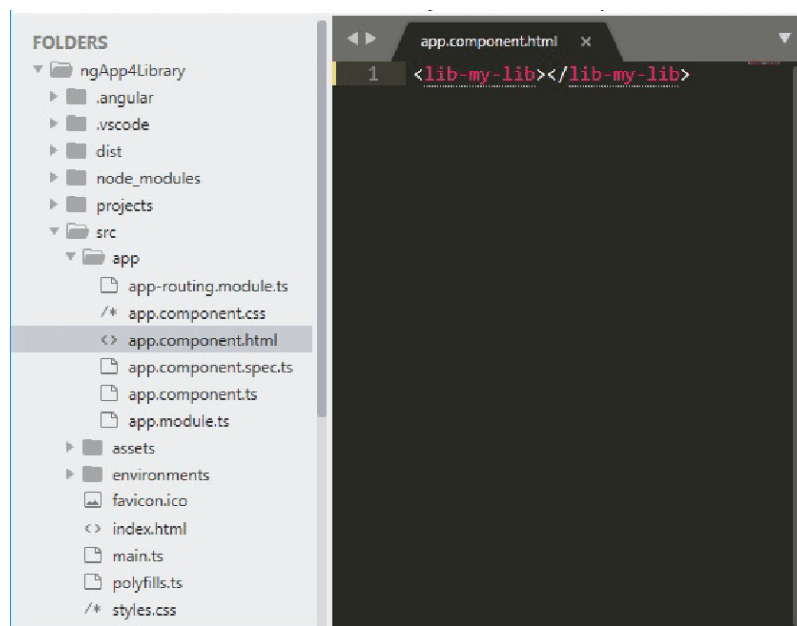 FOLDERS
ngApp4Library
.angular
.vscode
dist
node_modules
projects
src
app
app-routing.module.ts
/* app.component.css
<> app.component.html
app.component.spec.ts
app.component.ts
app.module.ts
assets
environments
favicon.ico
<> index.html
main.ts
polyfills.ts
/* styles.css
app.component.html ×
1 <lib-my-lib></lib-my-lib>